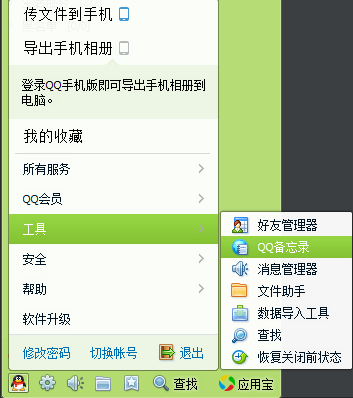 传文件到手机
导出手机相册
登录QQ手机版即可导出手机相册到
电脑。
我的收藏
所有服务
QQ会员
工具
安全
帮助
软件升级
修改密码 切换帐号 退出
查找 应用宝
好友管理器
QQ备忘录
消息管理器
文件助手
数据导入工具
查找
恢复关闭前状态